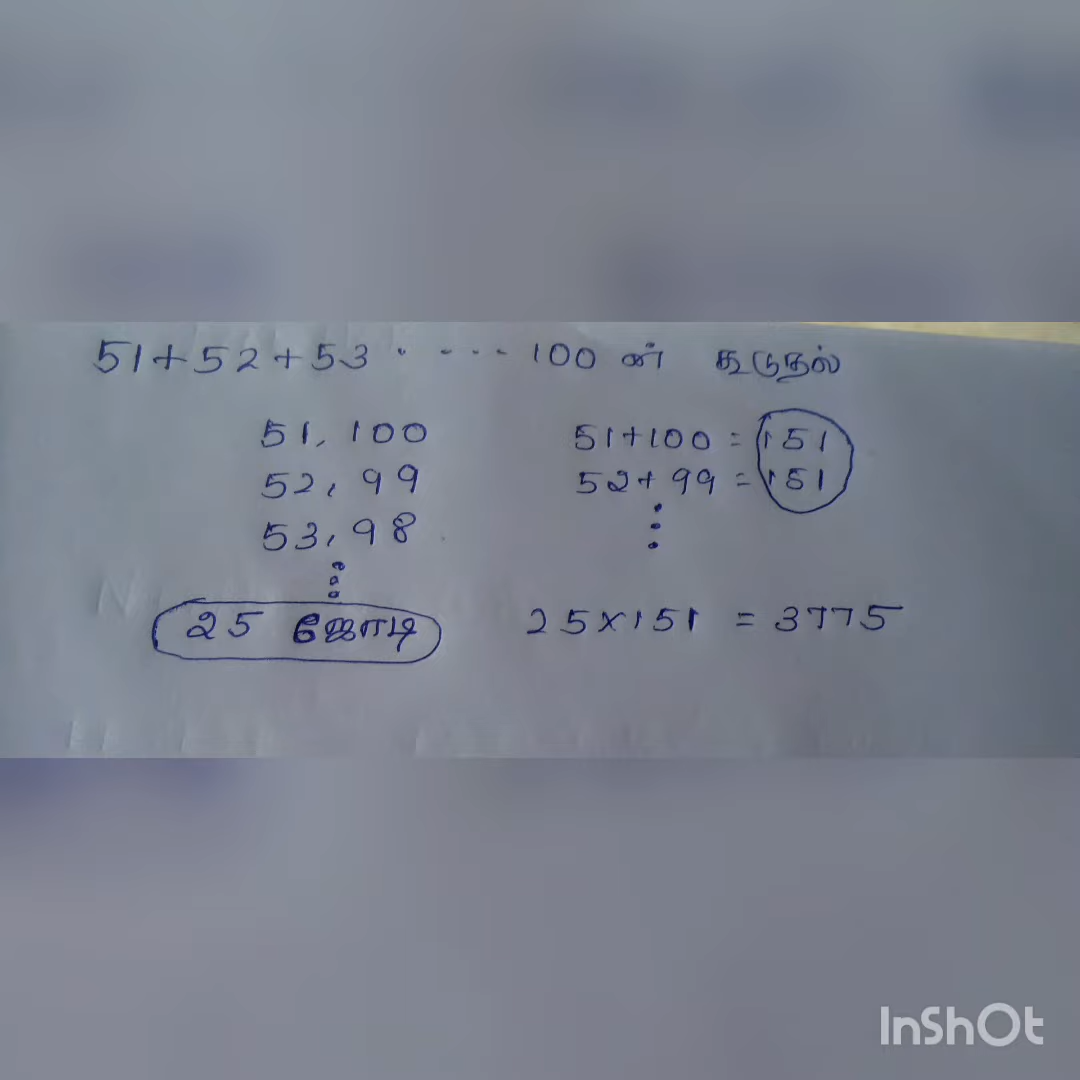 51+52+53 . - - - - 100 ன் கூடுதல்
51, 100
52, 99
53, 98
25 ஜோடி
51+100 = 151
52+99 = 151
25×151 = 3775
InShOt